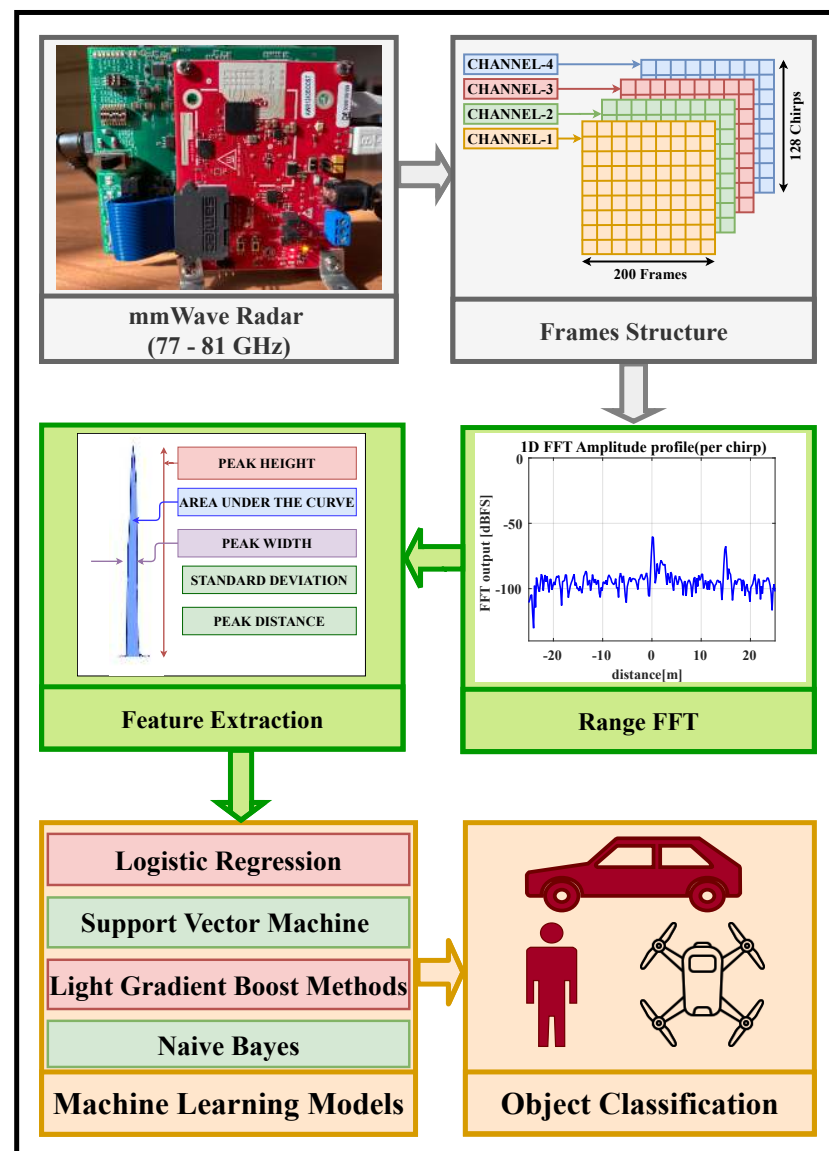 CHANNEL-4
CHANNEL-3
CHANNEL-2
CHANNEL-1
128 Chirps
200 Frames
samtec
mmWave Radar
(77 - 81 GHz)
Frames Structure
PEAK HEIGHT
AREA UNDER THE CURVE
PEAK WIDTH
STANDARD DEVIATION
PEAK DISTANCE
Feature Extraction
1D FFT Amplitude profile(per chirp)
FFT output [dBFS]
0
-50
-100
-20
-10
0
10
20
distance[m]
Range FFT
Logistic Regression
Support Vector Machine
Light Gradient Boost Methods
Naive Bayes
Machine Learning Models
Object Classification